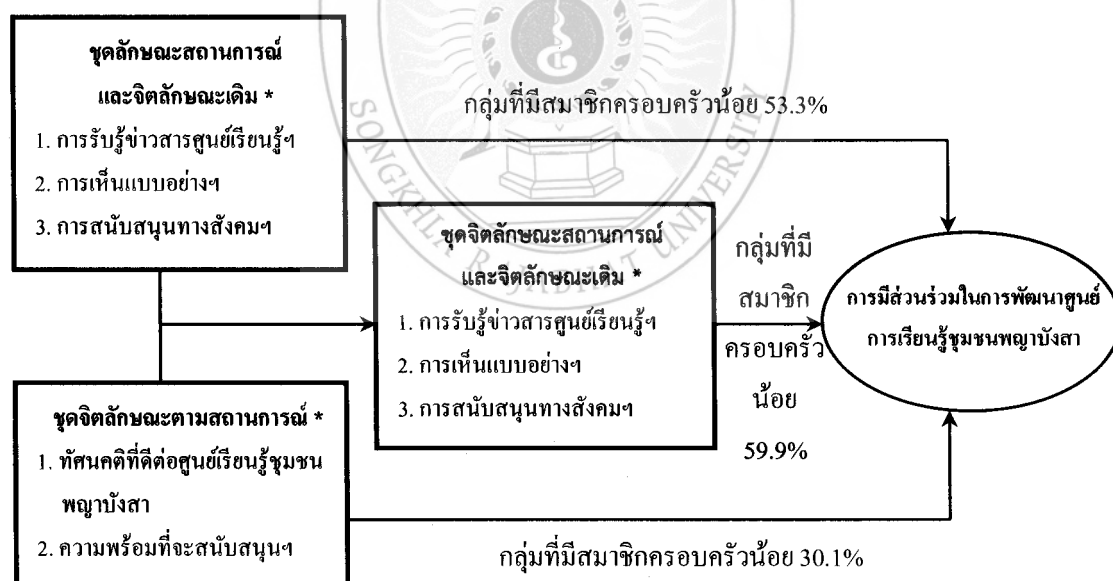 ชุดลักษณะสถานการณ์
และจิตลักษณะเดิม *
1. การรับรู้ข่าวสารศูนย์เรียนรู้ฯ
2. การเห็นแบบอย่างฯ
3. การสนับสนุนทางสังคมฯ
กลุ่มที่มีสมาชิกครอบครัวน้อย 53.3%
SONGKHLA RAJABHAT UNIVERSITY
ชุดจิตลักษณะสถานการณ์
และจิตลักษณะเดิม *
1. การรับรู้ข่าวสารศูนย์เรียนรู้ฯ
2. การเห็นแบบอย่างฯ
3. การสนับสนุนทางสังคมฯ
กลุ่มที่มี
สมาชิก
ครอบครัว
น้อย
59.9%
การมีส่วนร่วมในการพัฒนาศูนย์
การเรียนรู้ชุมชนพญาบังสา
ชุดจิตลักษณะตามสถานการณ์ *
1. ทัศนคติที่ดีต่อศูนย์เรียนรู้ชุมชน
พญาบังสา
2. ความพร้อมที่จะสนับสนุนฯ
กลุ่มที่มีสมาชิกครอบครัวน้อย 30.1%